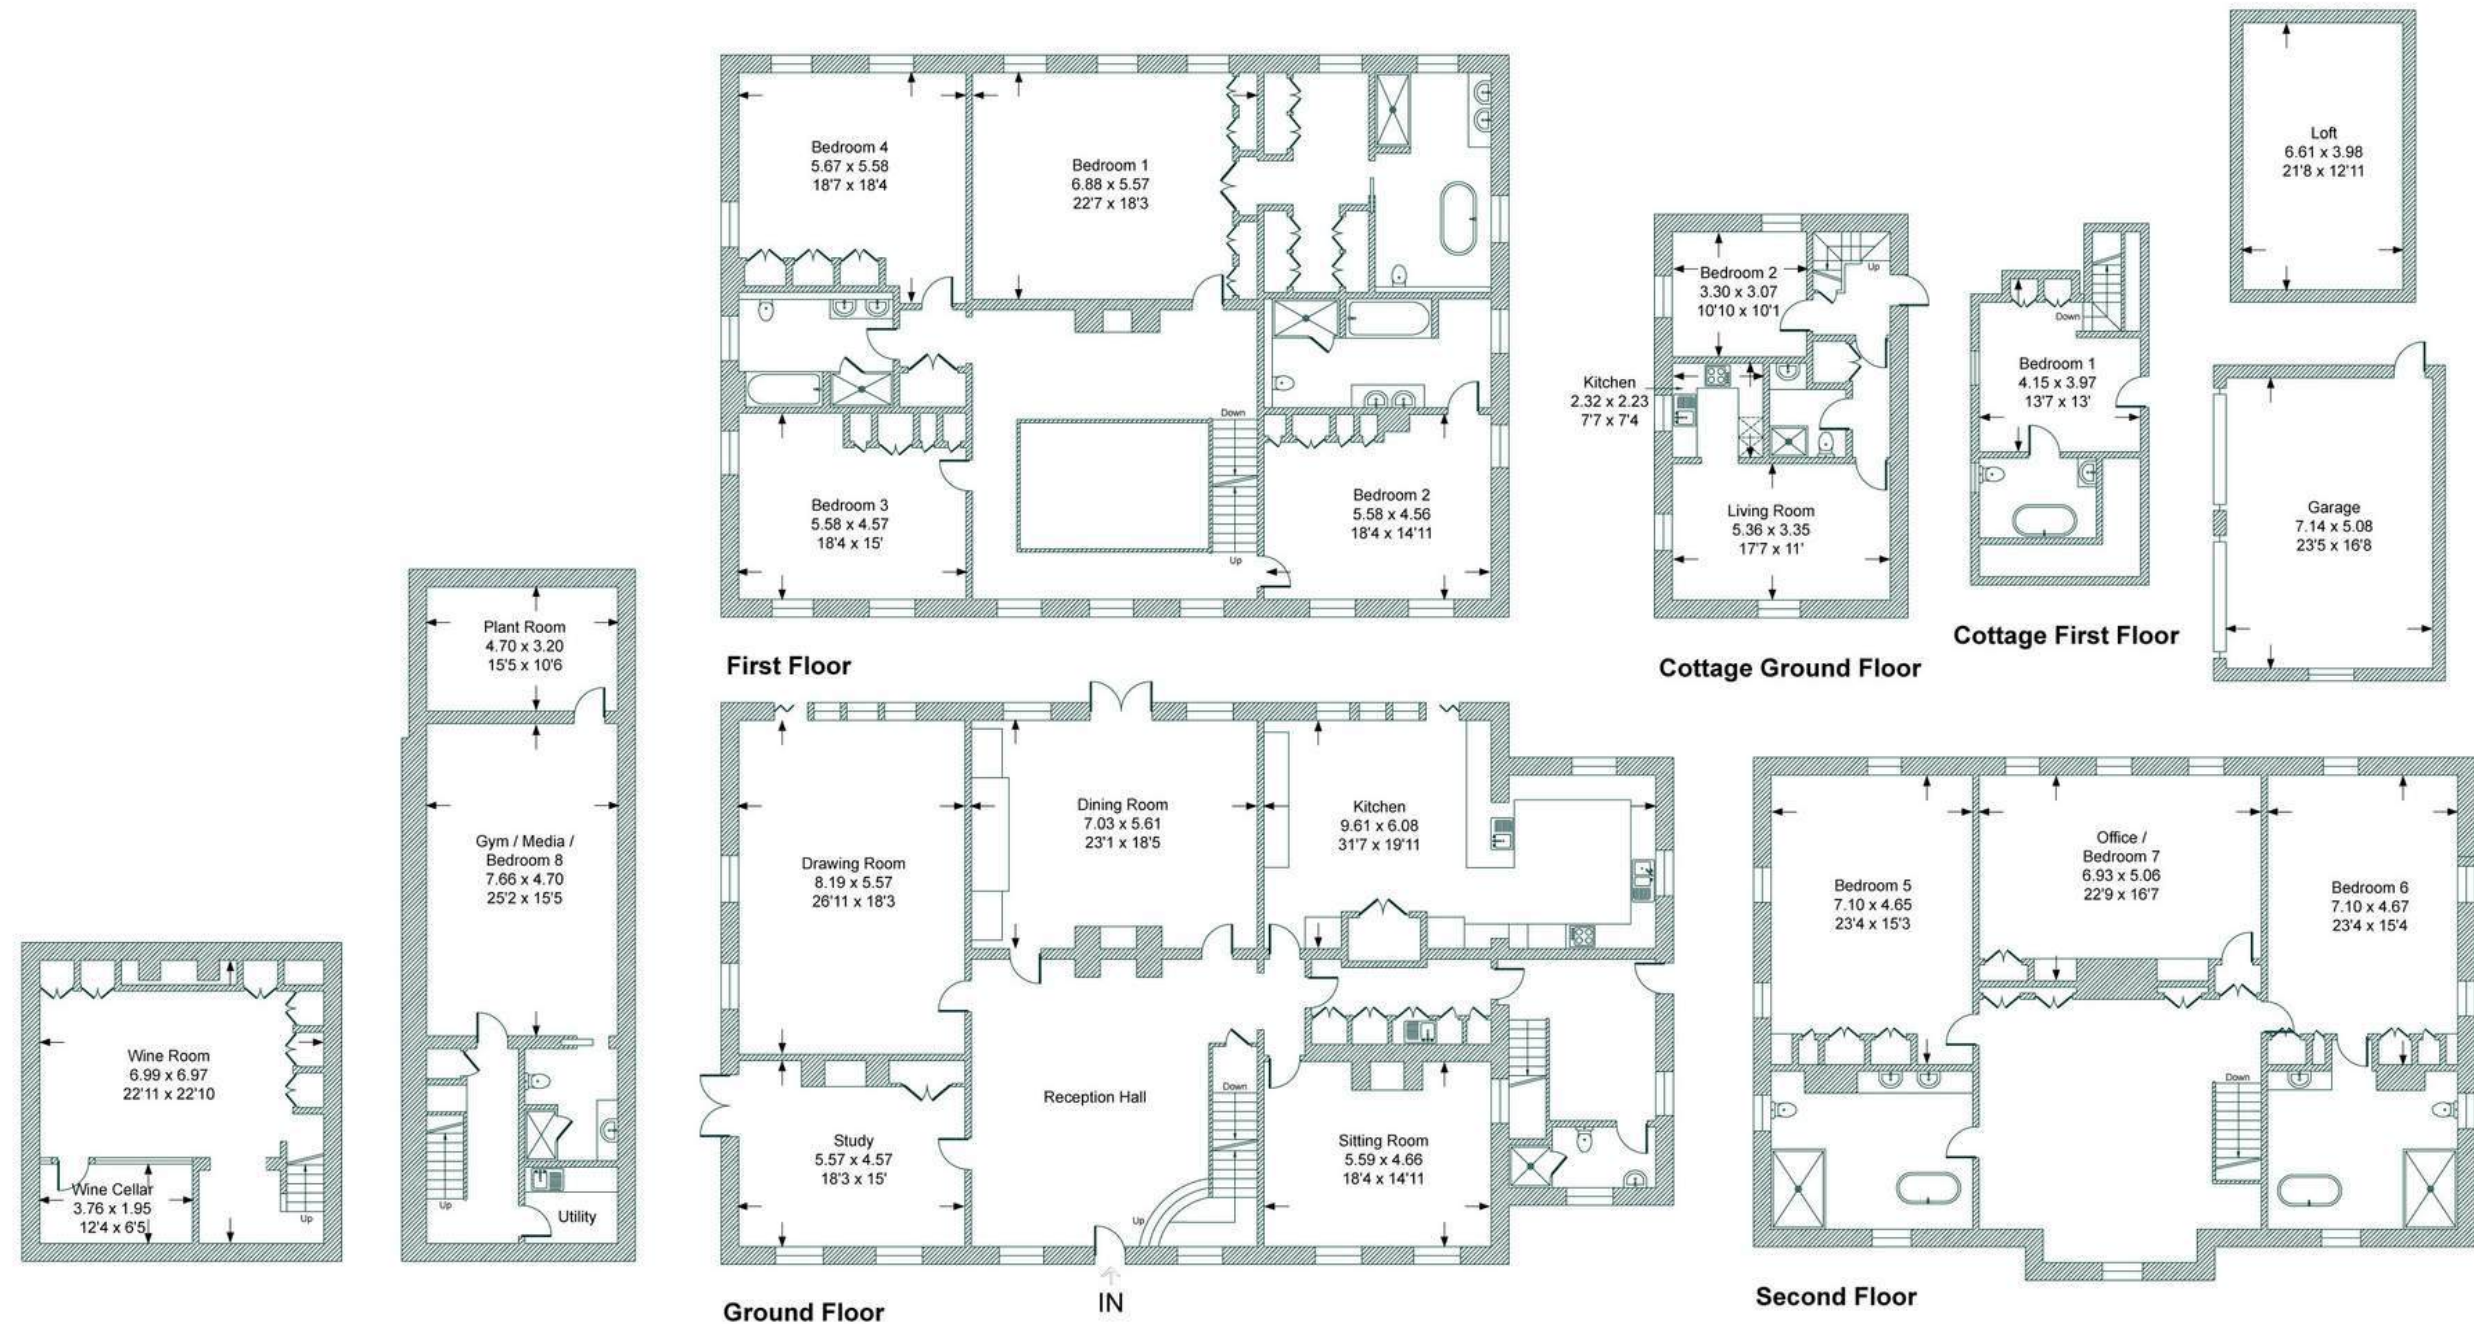 Bedroom 4
5.67 x 5.58
18'7 x 18'4
Bedroom 1
6.88 x 5.57
22'7 x 18'3
Down
Up
Bedroom 3
5.58 x 4.57
18'4 x 15'
Bedroom 2
5.58 x 4.56
18'4 x 14'11
First Floor
Bedroom 2
3.30 x 3.07
10'10 x 10'1
Up
Kitchen
2.32 x 2.23
7'7 x 7'4
Living Room
5.36 x 3.35
17'7 x 11'
Cottage Ground Floor
Down
Bedroom 1
4.15 x 3.97
13'7 x 13'
Cottage First Floor
Loft
6.61 x 3.98
21'8 x 12'11
Garage
7.14 x 5.08
23'5 x 16'8
Wine Room
6.99 x 6.97
22'11 x 22'10
Wine Cellar
3.76 x 1.95
12'4 x 6'5
Up
Plant Room
4.70 x 3.20
15'5 x 10'6
Gym / Media /
Bedroom 8
7.66 x 4.70
25'2 x 15'5
Up
Utility
Drawing Room
8.19 x 5.57
26'11 x 18'3
Dining Room
7.03 x 5.61
23'1 x 18'5
Kitchen
9.61 x 6.08
31'7 x 19'11
Study
5.57 x 4.57
18'3 x 15'
Reception Hall
Down
Up
Sitting Room
5.59 x 4.66
18'4 x 14'11
IN
Ground Floor
Bedroom 5
7.10 x 4.65
23'4 x 15'3
Office /
Bedroom 7
6.93 x 5.06
22'9 x 16'7
Bedroom 6
7.10 x 4.67
23'4 x 15'4
Down
Second Floor